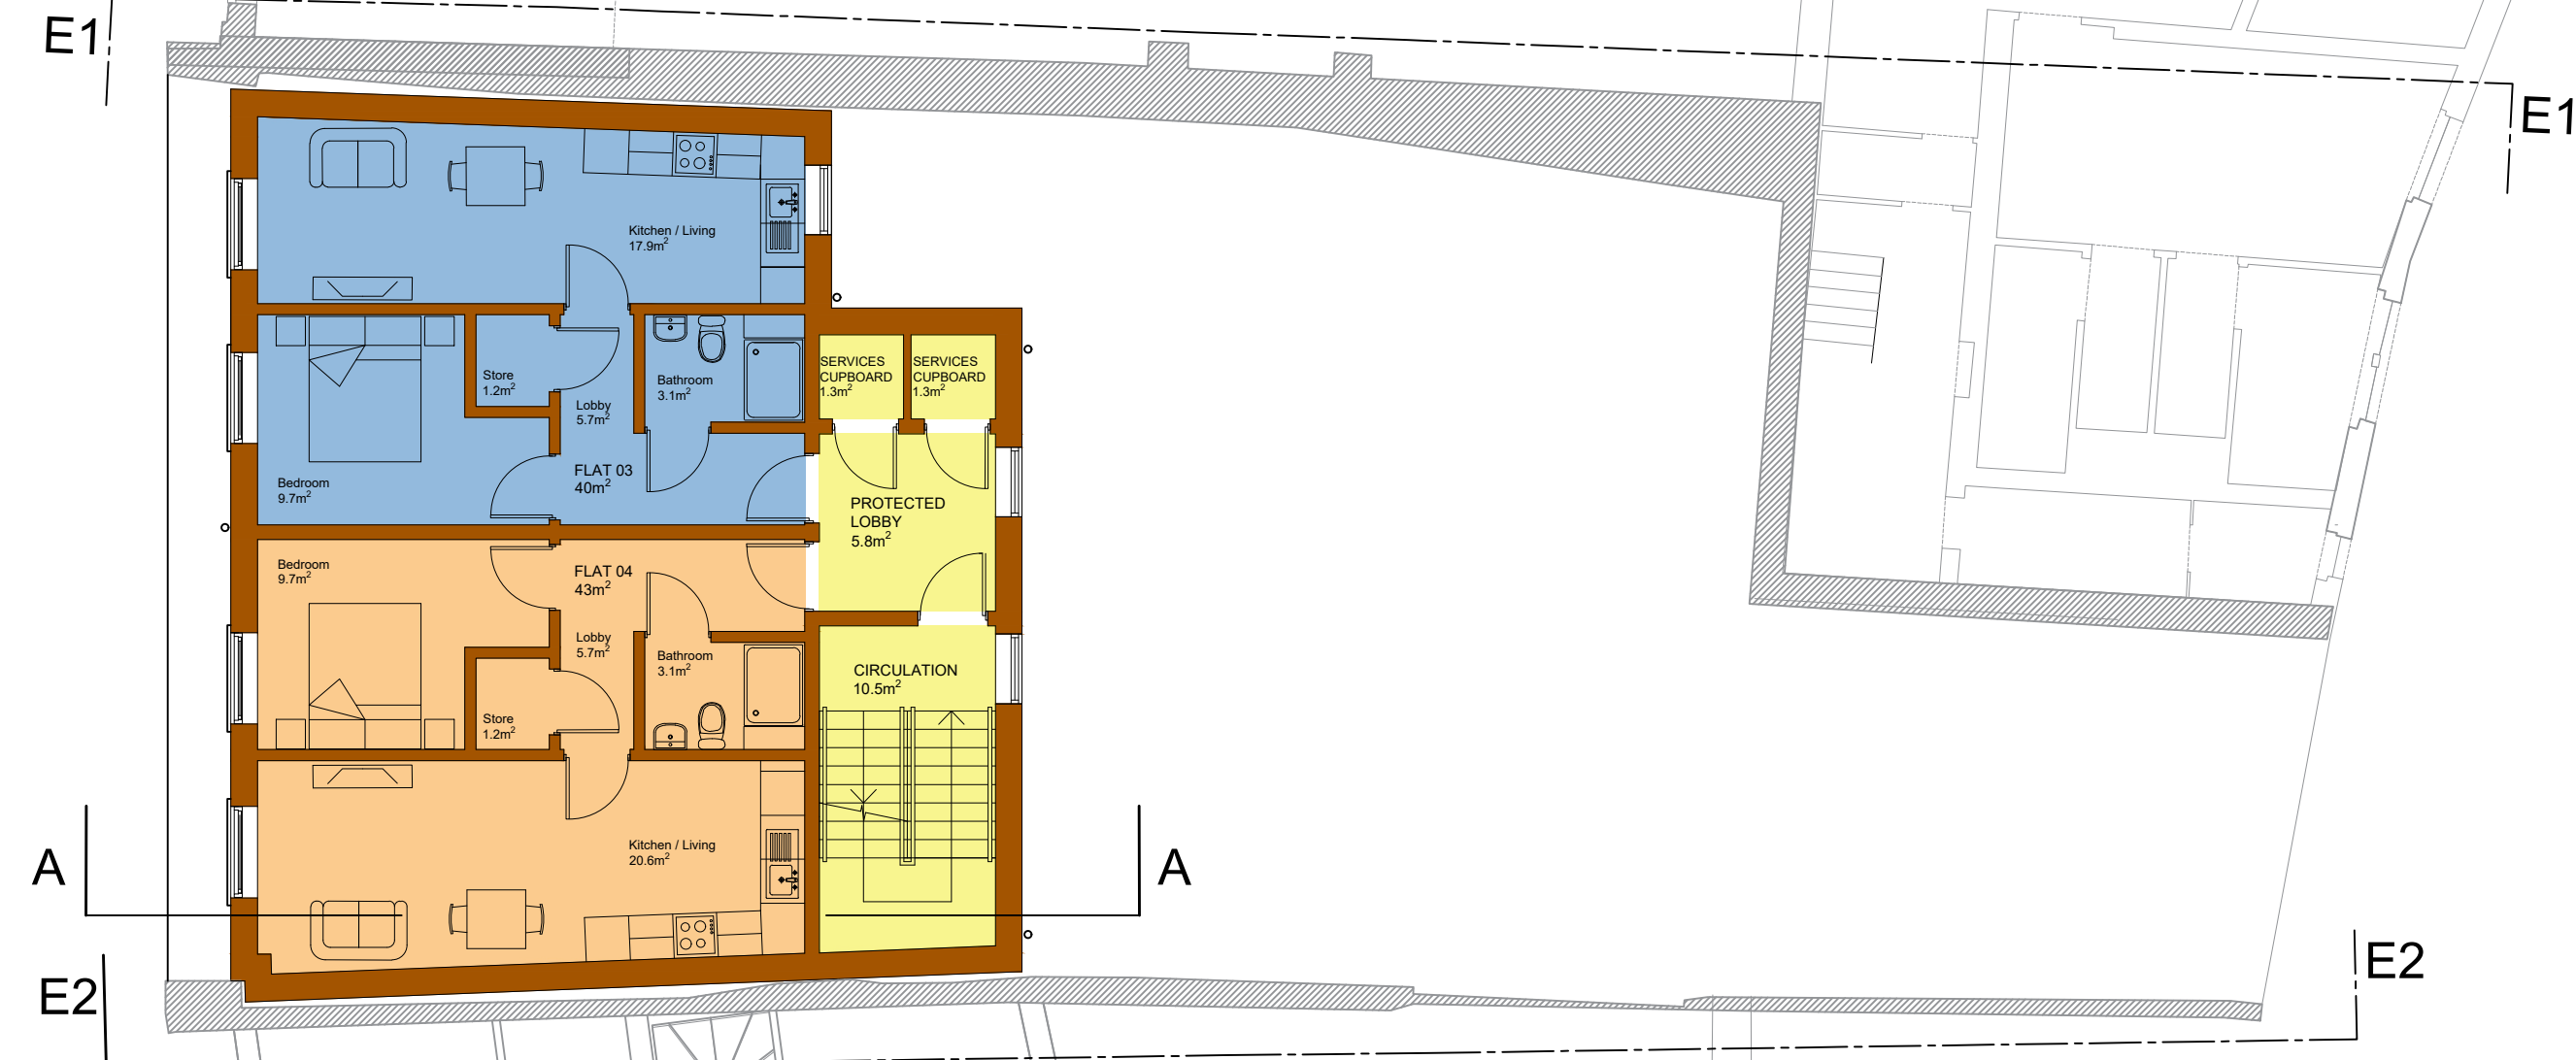 E1
E1
Kitchen / Living
17.9m²
SERVICES
CUPBOARD
1.3m²
SERVICES
CUPBOARD
1.3m²
Store
1.2m²
Bathroom
3.1m²
Lobby
5.7m²
FLAT 03
40m²
Bedroom
9.7m²
PROTECTED
LOBBY
5.8m²
Bedroom
9.7m²
FLAT 04
43m²
Lobby
5.7m²
Bathroom
3.1m²
CIRCULATION
10.5m²
Store
1.2m²
Kitchen / Living
20.6m²
A
A
E2
E2